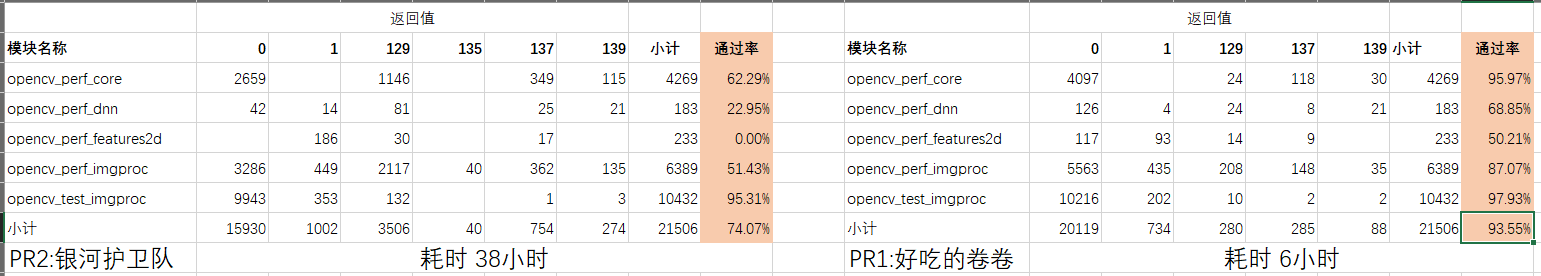 返回值 返回值
模块名称 0 1 129 135 137 139 小计 通过率 模块名称 0 1 129 137 139 小计 通过率
opencv_perf_core 2659 1146 349 115 4269 62.29% opencv_perf_core 4097 24 118 30 4269 95.97%
opencv_perf_dnn 42 14 81 25 21 183 22.95% opencv_perf_dnn 126 4 24 8 21 183 68.85%
opencv_perf_features2d 186 30 17 233 0.00% opencv_perf_features2d 117 93 14 9 233 50.21%
opencv_perf_imgproc 3286 449 2117 40 362 135 6389 51.43% opencv_perf_imgproc 5563 435 208 148 35 6389 87.07%
opencv_test_imgproc 9943 353 132 1 3 10432 95.31% opencv_test_imgproc 10216 202 10 2 2 10432 97.93%
小计 15930 1002 3506 40 754 274 21506 74.07% 小计 20119 734 280 285 88 21506 93.55%
PR2:银河护卫队 耗时 38小时 PR1:好吃的卷卷 耗时 6小时